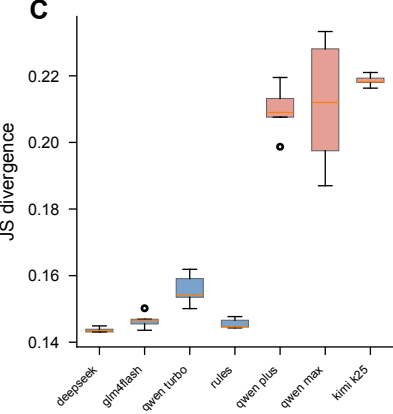 C
JS divergence
0.22
0.20
0.18
0.16
0.14
deepseek
glm4flash
qwen turbo
rules
qwen plus
qwen max
kimi k25